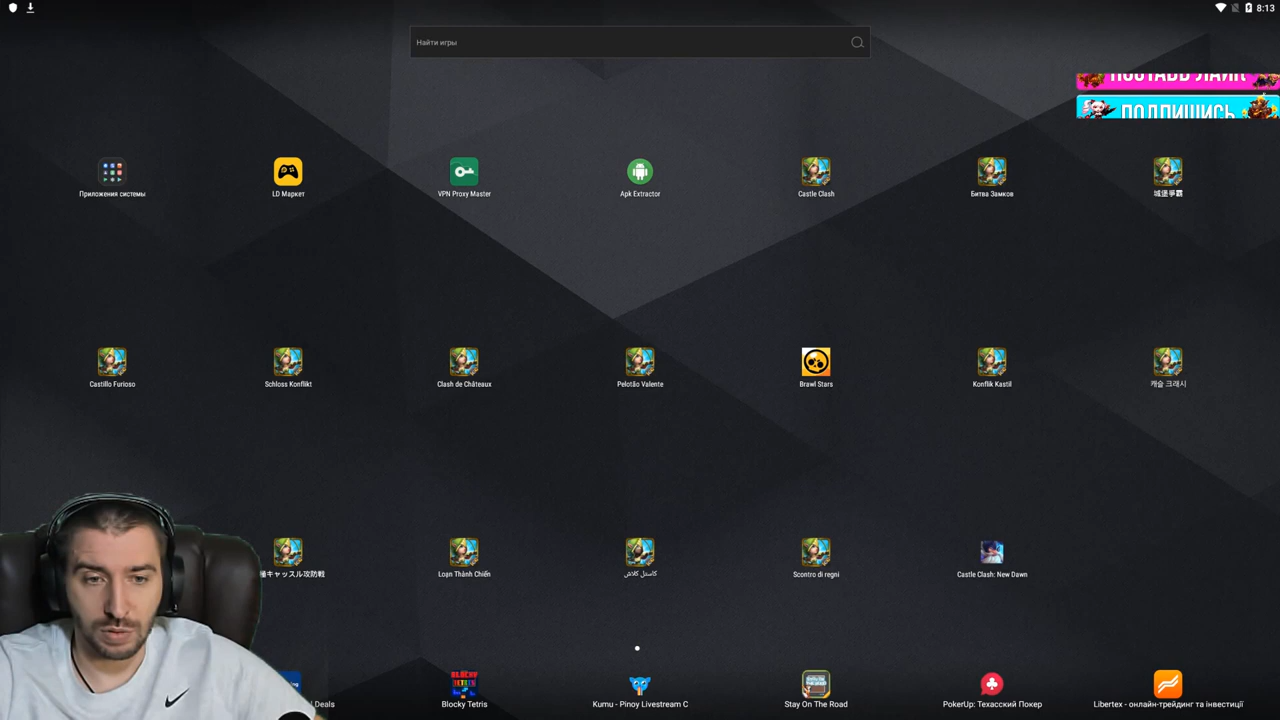 8:13
Найти игры
ПОСТАВЬ ЛАЙК
ПОДПИШИСЬ
Приложения системы
LD Маркет
VPN Proxy Master
Apk Extractor
Castle Clash
Битва Замков
城堡爭霸
Castillo Furioso
Schloss Konflikt
Clash de Châteaux
Pelotão Valente
Brawl Stars
Konflik Kastil
캐슬 크래시
キャッスル攻防戦
Loạn Thành Chiến
كاستل كلاش
Scontro di regni
Castle Clash: New Dawn
Deals
Blocky Tetris
Kumu - Pinoy Livestream C
Stay On The Road
PokerUp: Техасский Покер
Libertex - онлайн-трейдинг та інвестиції